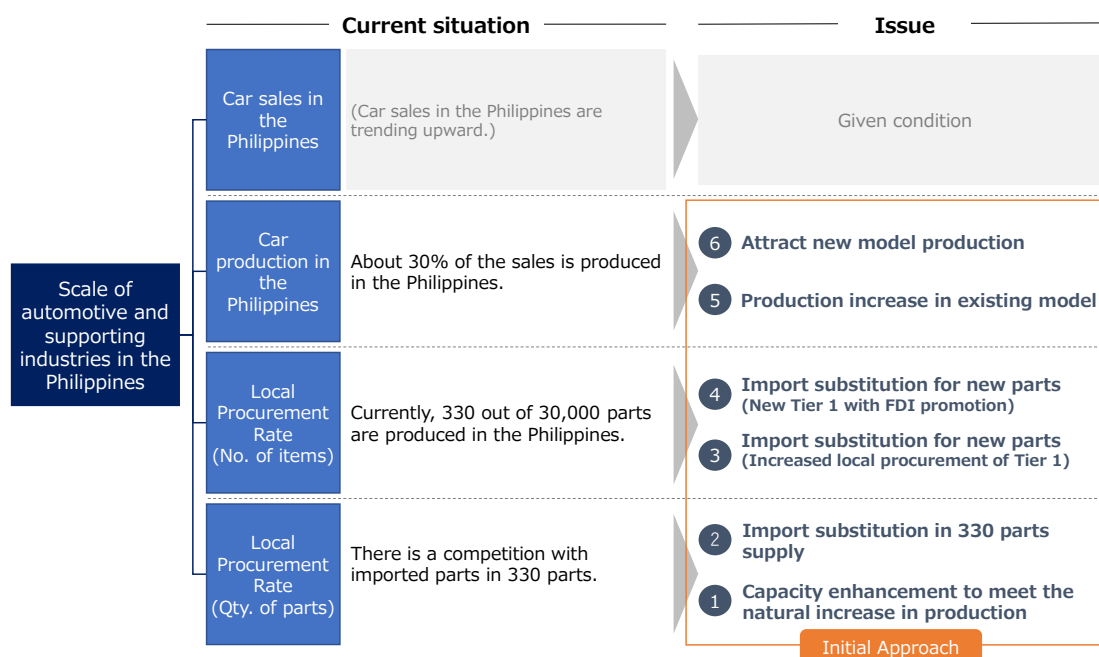 Current situation
Issue
Scale of
automotive and
supporting
industries in the
Philippines
Car sales in
the
Philippines
(Car sales in the Philippines are
trending upward.)
Given condition
Car
production in
the
Philippines
About 30% of the sales is produced
in the Philippines.
6 Attract new model production
5 Production increase in existing model
Local
Procurement
Rate
(No. of items)
Currently, 330 out of 30,000 parts
are produced in the Philippines.
4 Import substitution for new parts
(New Tier 1 with FDI promotion)
3 Import substitution for new parts
(Increased local procurement of Tier 1)
Local
Procurement
Rate
(Qty. of parts)
There is a competition with
imported parts in 330 parts.
2 Import substitution in 330 parts
supply
1 Capacity enhancement to meet the
natural increase in production
Initial Approach